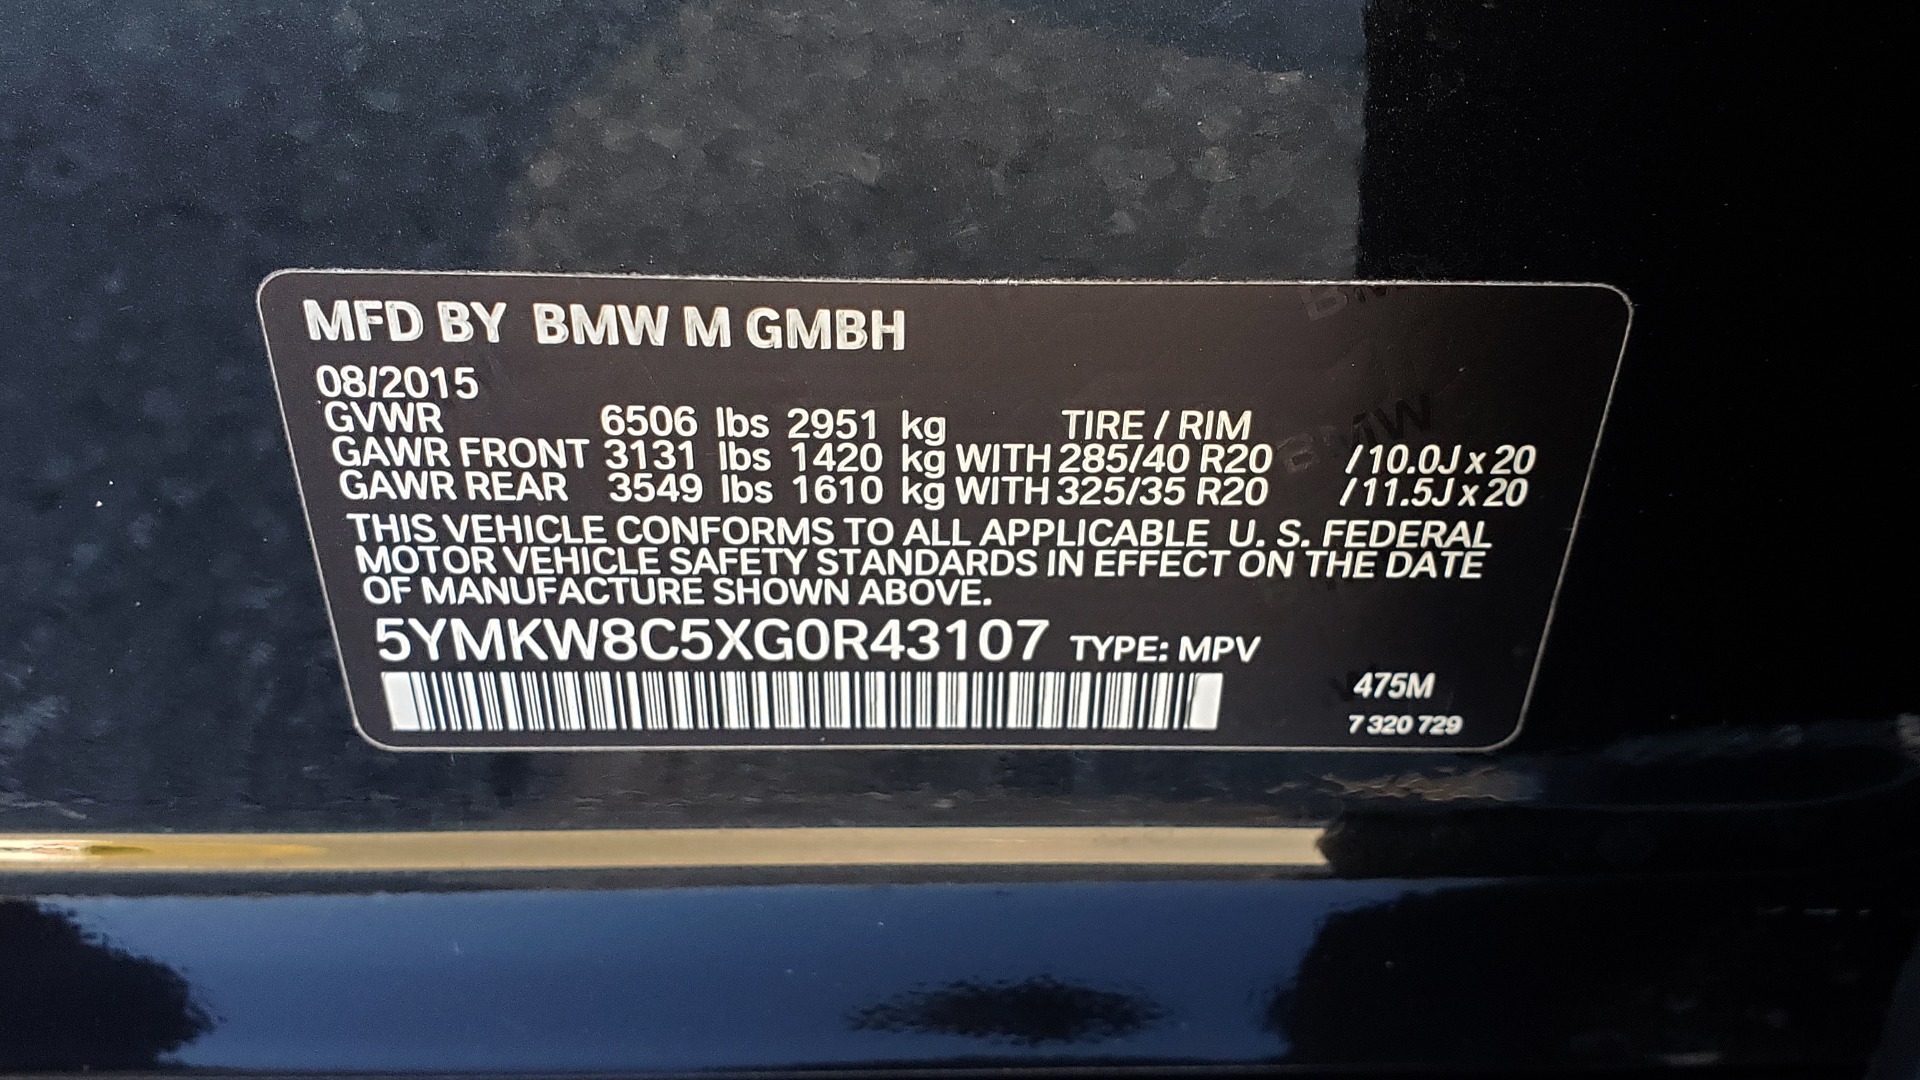 MFD BY BMW M GMBH
08/2015
GVWR 6506 lbs 2951 kg TIRE / RIM
GAWR FRONT 3131 lbs 1420 kg WITH 285/40 R20 / 10.0J x 20
GAWR REAR 3549 lbs 1610 kg WITH 325/35 R20 / 11.5J x 20
THIS VEHICLE CONFORMS TO ALL APPLICABLE U. S. FEDERAL
MOTOR VEHICLE SAFETY STANDARDS IN EFFECT ON THE DATE
OF MANUFACTURE SHOWN ABOVE.
5YMKW8C5XG0R43107 TYPE: MPV
475M
7 320 729
BMW